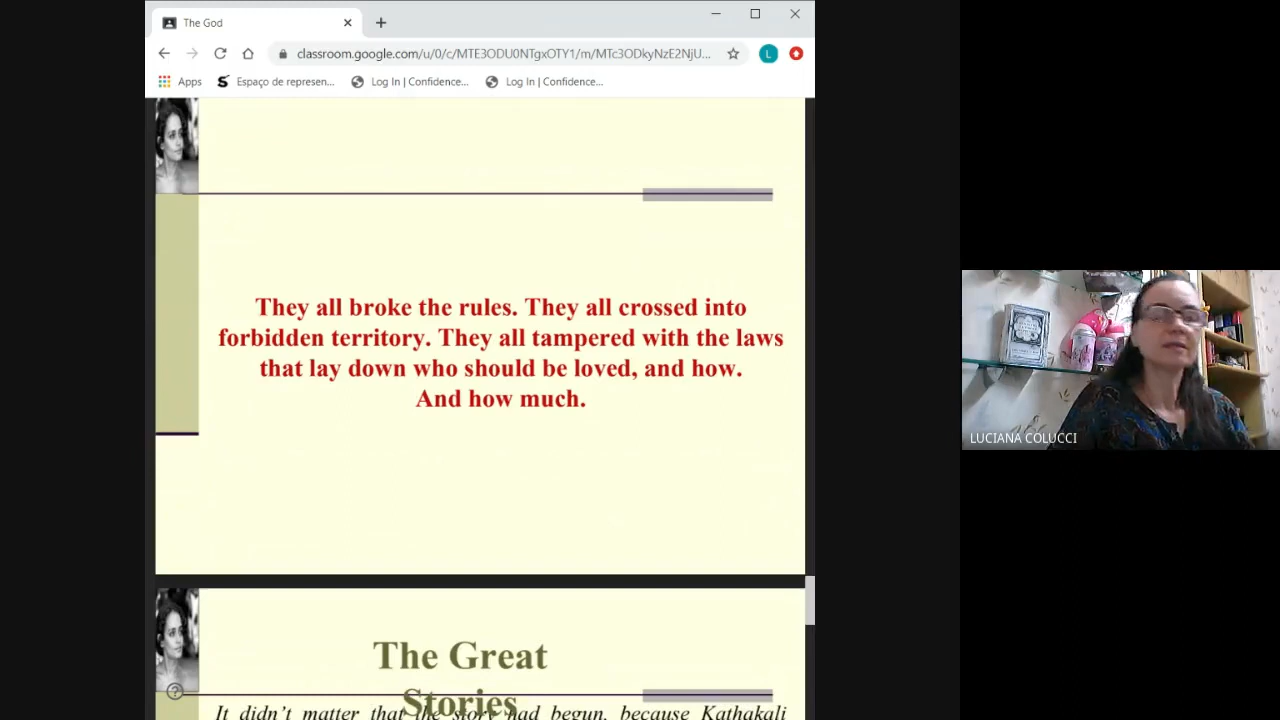 The God
classroom.google.com/u/0/c/MTE3ODU0NTgxOTY1/m/MTc3ODkyNzE2NjU...
L
Apps Espaço de represen... Log In | Confidence... Log In | Confidence...
They all broke the rules. They all crossed into
forbidden territory. They all tampered with the laws
that lay down who should be loved, and how.
And how much.
LUCIANA COLUCCI
The Great
Stories
It didn't matter that the story had begun, because Kathakali